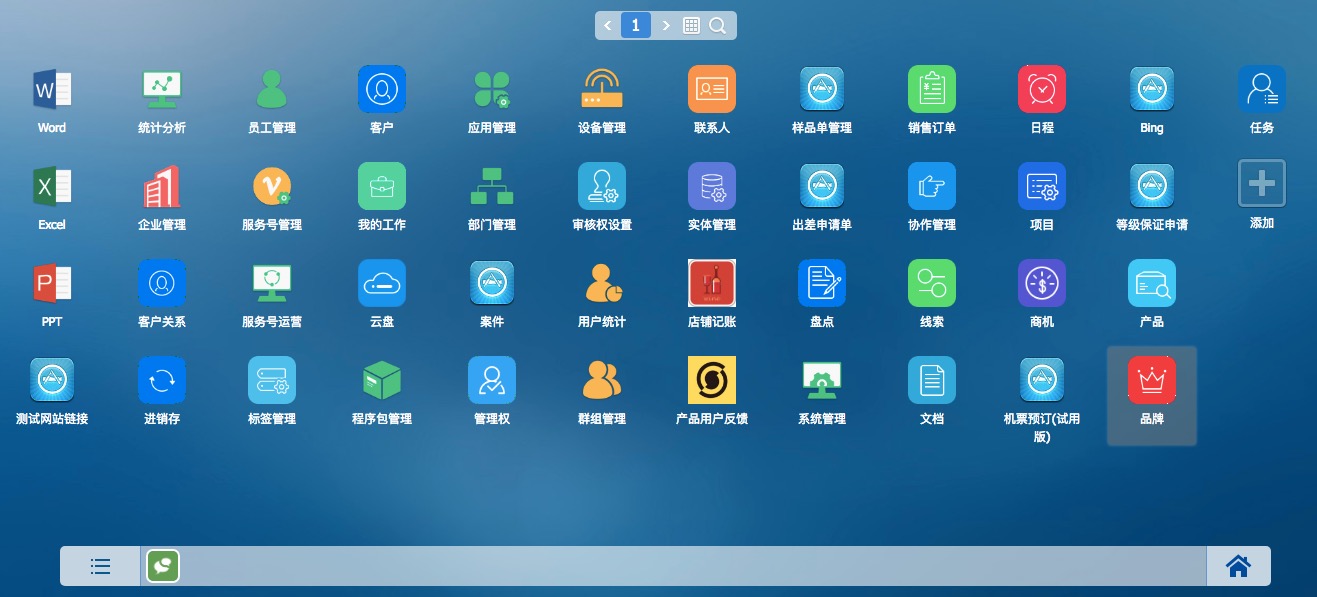 1
Word
统计分析
员工管理
客户
应用管理
设备管理
联系人
样品单管理
销售订单
日程
Bing
任务
Excel
企业管理
服务号管理
我的工作
部门管理
审核权设置
实体管理
出差申请单
协作管理
项目
等级保证申请
添加
PPT
客户关系
服务号运营
云盘
案件
用户统计
店铺记账
盘点
线索
商机
产品
测试网站链接
进销存
标签管理
程序包管理
管理权
群组管理
产品用户反馈
系统管理
文档
机票预订(试用
版)
品牌